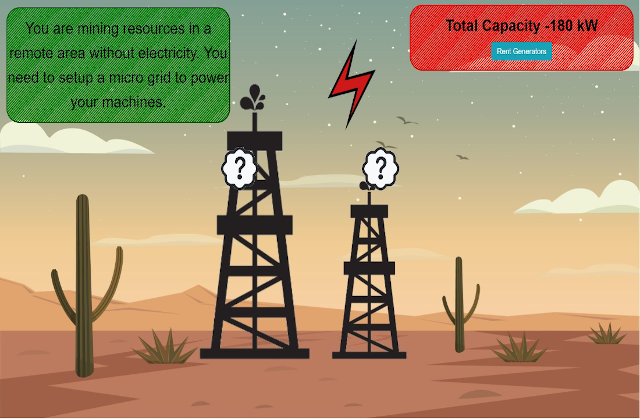 You are mining resources in a
remote area without electricity. You
need to setup a micro grid to power
your machines.
Total Capacity -180 kW
Rent Generators
?
?